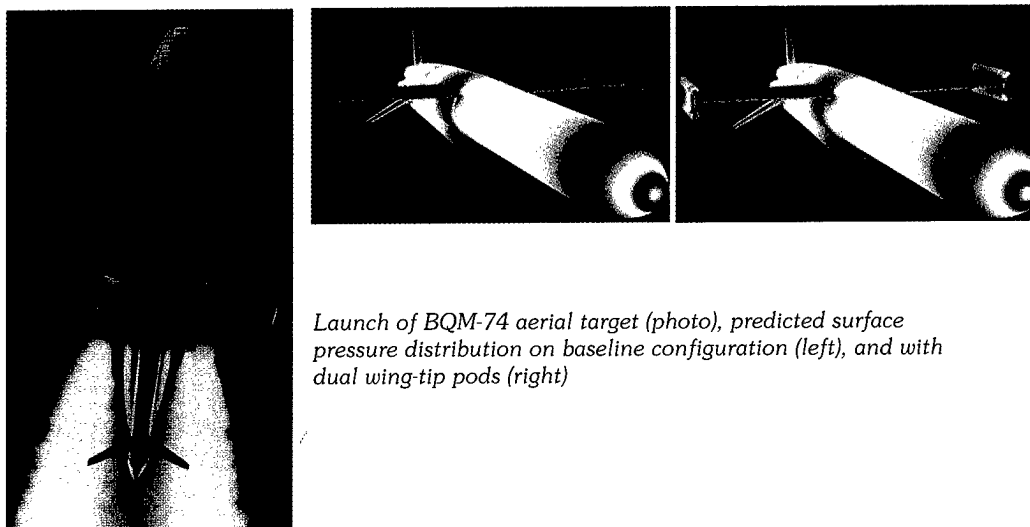 Launch of BQM-74 aerial target (photo), predicted surface
pressure distribution on baseline configuration (left), and with
dual wing-tip pods (right)